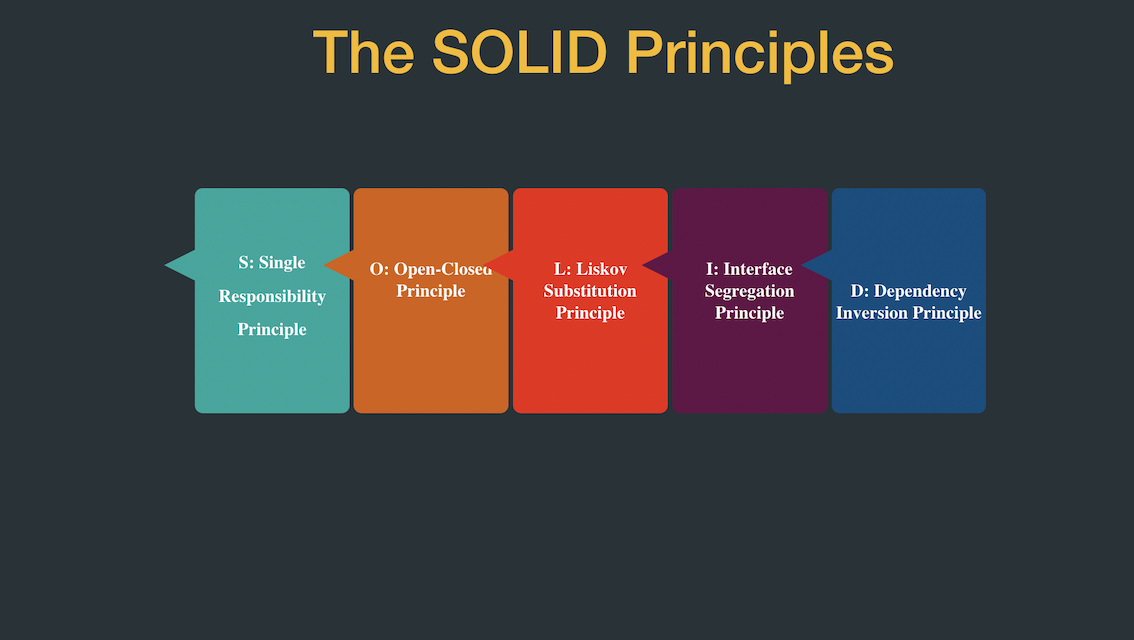 The SOLID Principles
S: Single
Responsibility
Principle
O: Open-Closed
Principle
L: Liskov
Substitution
Principle
I: Interface
Segregation
Principle
D: Dependency
Inversion Principle